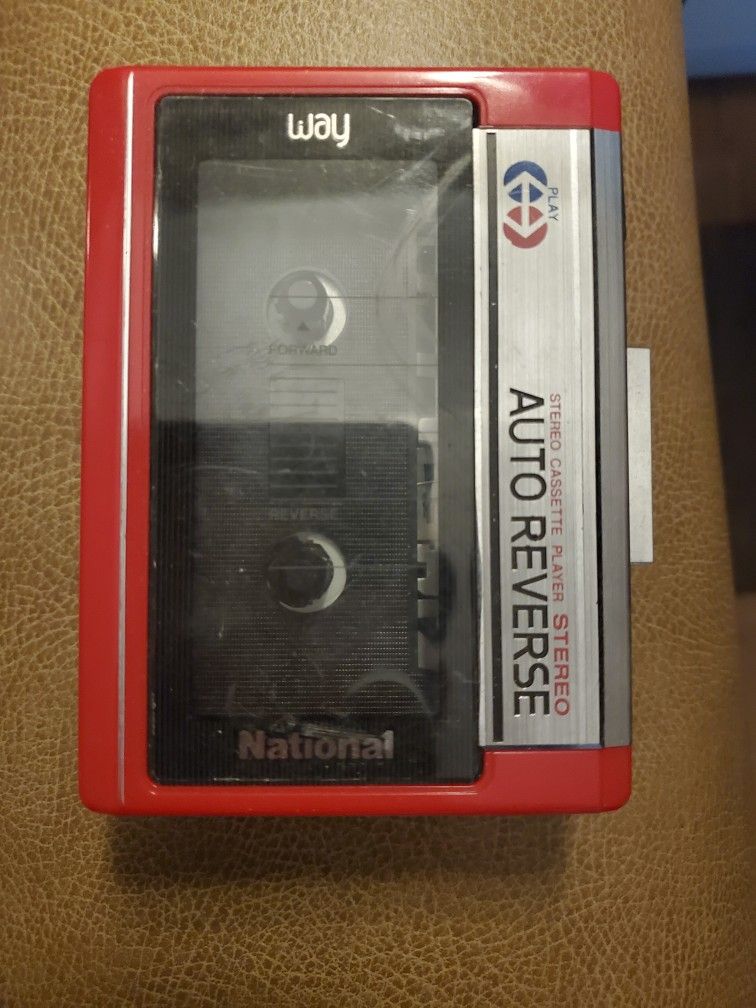 way
FORWARD
REVERSE
National
PLAY
STEREO CASSETTE PLAYER STEREO
AUTO REVERSE